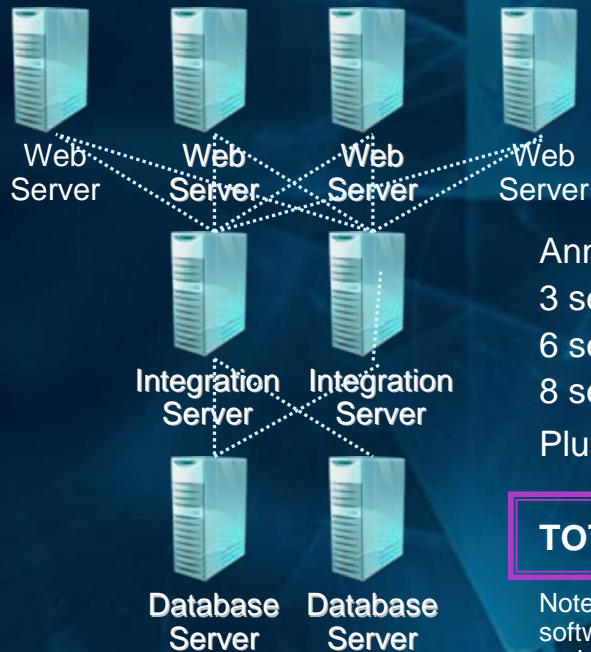 Web Server
Web Server
Web Server
Web Server
Integration Server
Integration Server
Database Server
Database Server
3
6
8
Note